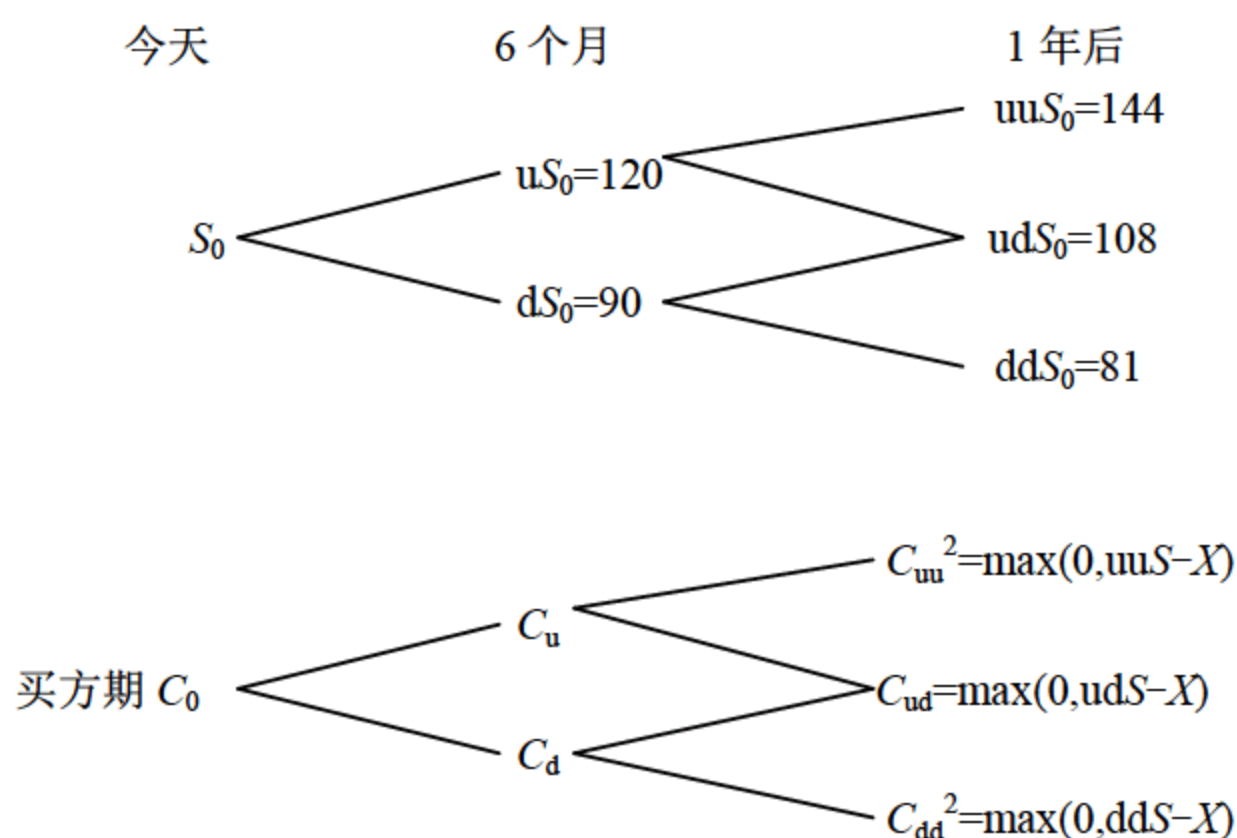 今天 6 个月 1 年后
uuS₀=144
uS₀=120
S₀ udS₀=108
dS₀=90
ddS₀=81
Cuu²=max(0,uuS−X)
Cu
买方期 C₀ Cud=max(0,udS−X)
Cd
Cdd²=max(0,ddS−X)